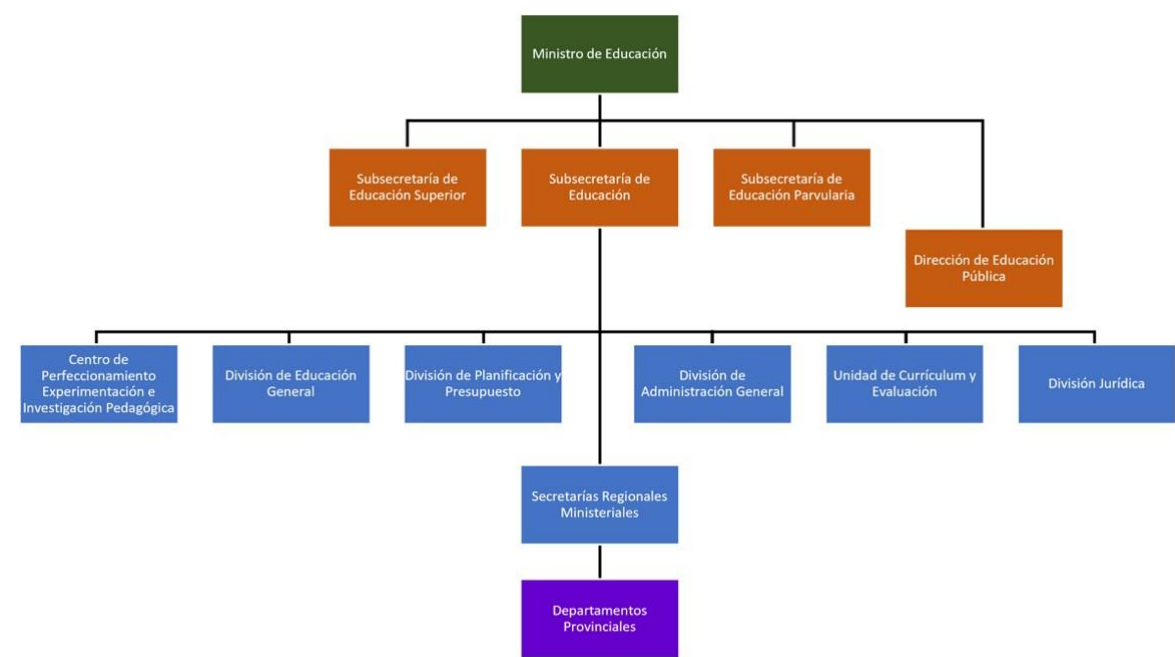 Ministro de Educación
Subsecretaría de
Educación Superior
Subsecretaría de
Educación
Subsecretaría de
Educación Parvularia
Dirección de Educación
Pública
Centro de
Perfeccionamiento
Experimentación e
Investigación Pedagógica
División de Educación
General
División de Planificación y
Presupuesto
División de
Administración General
Unidad de Currículum y
Evaluación
División Jurídica
Secretarías Regionales
Ministeriales
Departamentos
Provinciales